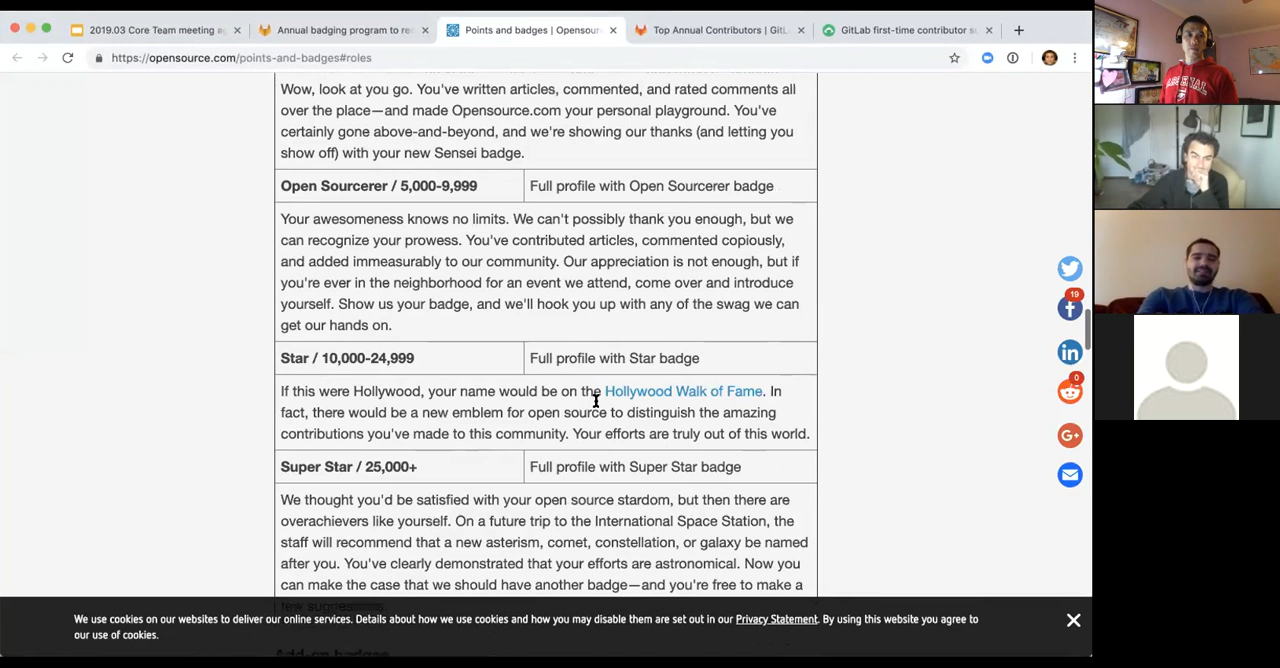 2019.03 Core Team meeting
Annual badging program to re
Points and badges | Opensour
Top Annual Contributors | GitL
GitLab first-time contributor s
https://opensource.com/points-and-badges#roles
Wow, look at you go. You've written articles, commented, and rated comments all
over the place—and made Opensource.com your personal playground. You've
certainly gone above-and-beyond, and we're showing our thanks (and letting you
show off) with your new Sensei badge.
Open Sourcerer / 5,000-9,999
Full profile with Open Sourcerer badge
Your awesomeness knows no limits. We can't possibly thank you enough, but we
can recognize your prowess. You've contributed articles, commented copiously,
and added immeasurably to our community. Our appreciation is not enough, but if
you're ever in the neighborhood for an event we attend, come over and introduce
yourself. Show us your badge, and we'll hook you up with any of the swag we can
get our hands on.
Star / 10,000-24,999
Full profile with Star badge
If this were Hollywood, your name would be on the Hollywood Walk of Fame. In
fact, there would be a new emblem for open source to distinguish the amazing
contributions you've made to this community. Your efforts are truly out of this world.
Super Star / 25,000+
Full profile with Super Star badge
We thought you'd be satisfied with your open source stardom, but then there are
overachievers like yourself. On a future trip to the International Space Station, the
staff will recommend that a new asterism, comet, constellation, or galaxy be named
after you. You've clearly demonstrated that your efforts are astronomical. Now you
can make the case that we should have another badge—and you're free to make a
few suggestions.
Add-on badges
19
in
0
G+
We use cookies on our websites to deliver our online services. Details about how we use cookies and how you may disable them are set out in our Privacy Statement. By using this website you agree to
our use of cookies.
ARSENAL